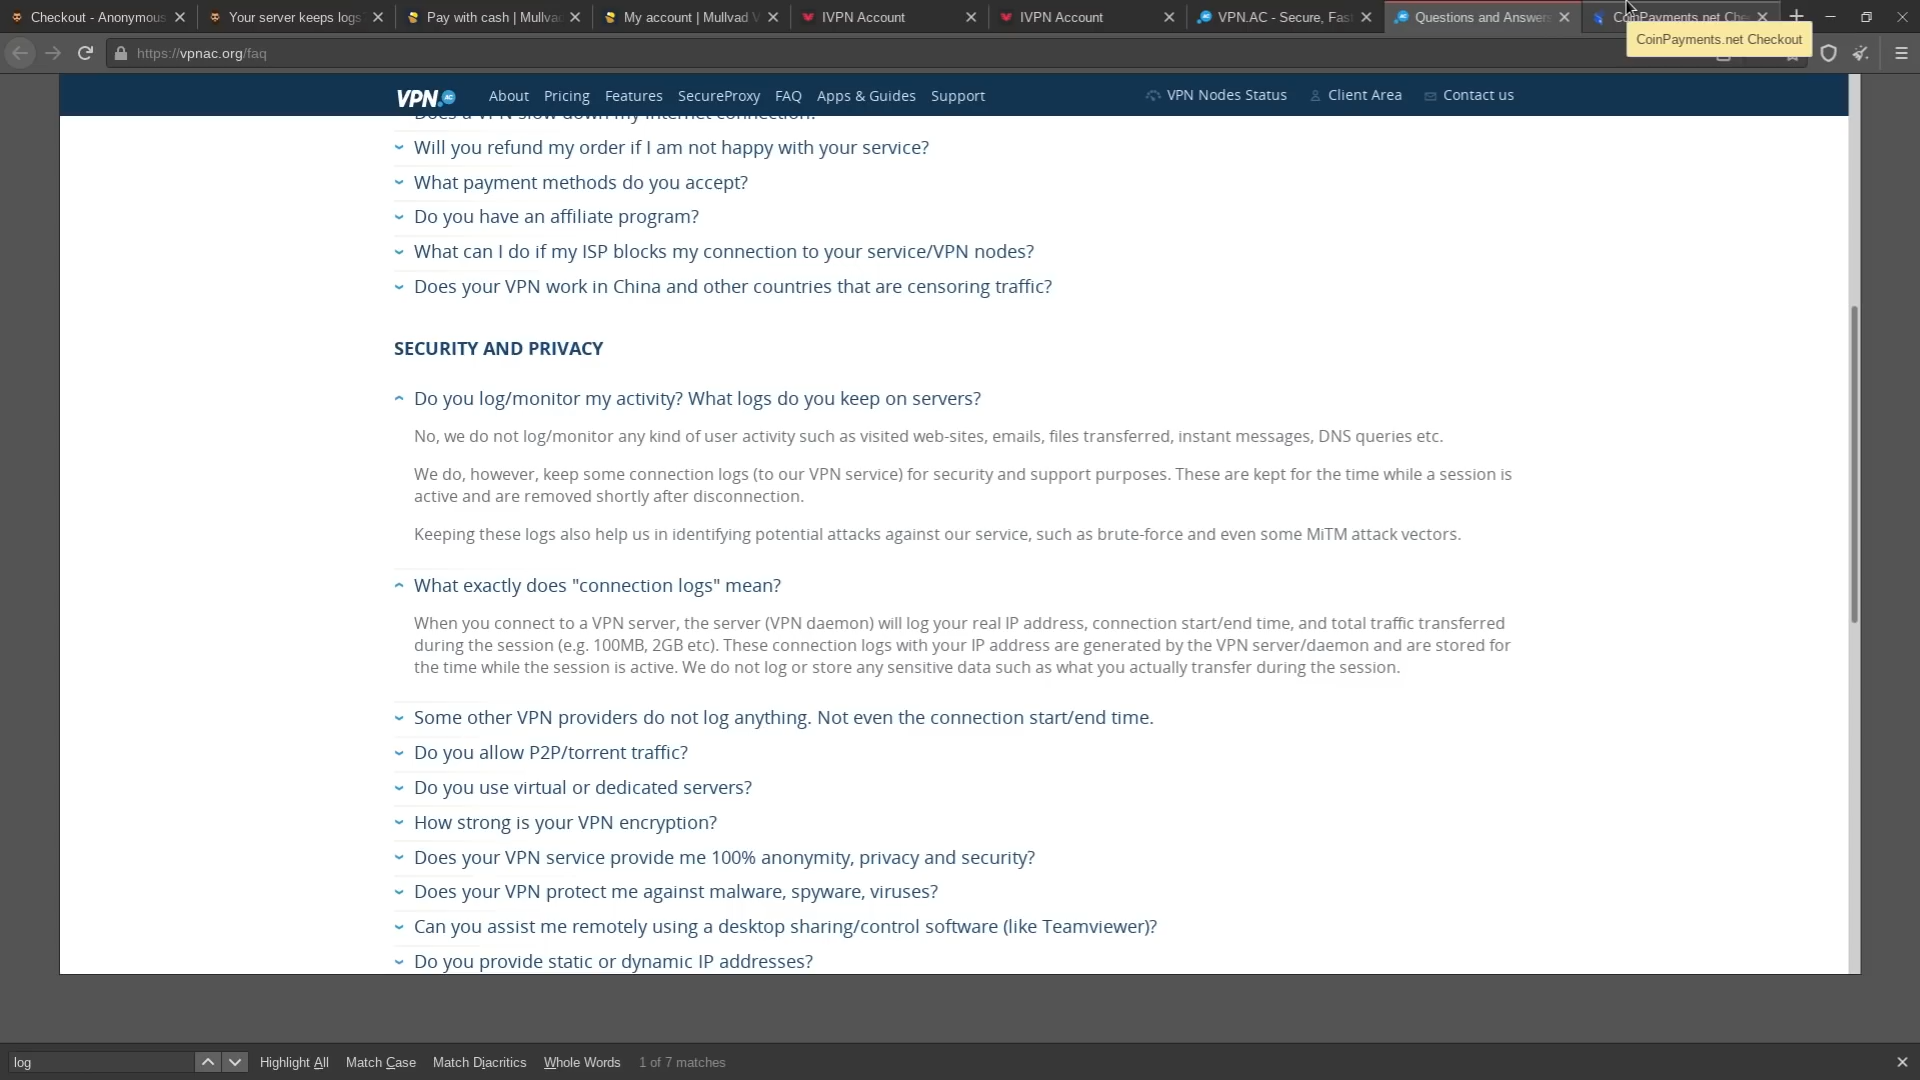 Checkout - Anonymous
Your server keeps logs
Pay with cash | Mullva
My account | Mullvad V
IVPN Account
IVPN Account
VPN.AC - Secure, Fas
Questions and Answer
CoinPayments.net Che
https://vpnac.org/faq
CoinPayments.net Checkout
VPN.AC
About
Pricing
Features
SecureProxy
FAQ
Apps & Guides
Support
VPN Nodes Status
Client Area
Contact us
Does a VPN slow down my internet connection?
Will you refund my order if I am not happy with your service?
What payment methods do you accept?
Do you have an affiliate program?
What can I do if my ISP blocks my connection to your service/VPN nodes?
Does your VPN work in China and other countries that are censoring traffic?
SECURITY AND PRIVACY
Do you log/monitor my activity? What logs do you keep on servers?
No, we do not log/monitor any kind of user activity such as visited web-sites, emails, files transferred, instant messages, DNS queries etc.
We do, however, keep some connection logs (to our VPN service) for security and support purposes. These are kept for the time while a session is
active and are removed shortly after disconnection.
Keeping these logs also help us in identifying potential attacks against our service, such as brute-force and even some MiTM attack vectors.
What exactly does "connection logs" mean?
When you connect to a VPN server, the server (VPN daemon) will log your real IP address, connection start/end time, and total traffic transferred
during the session (e.g. 100MB, 2GB etc). These connection logs with your IP address are generated by the VPN server/daemon and are stored for
the time while the session is active. We do not log or store any sensitive data such as what you actually transfer during the session.
Some other VPN providers do not log anything. Not even the connection start/end time.
Do you allow P2P/torrent traffic?
Do you use virtual or dedicated servers?
How strong is your VPN encryption?
Does your VPN service provide me 100% anonymity, privacy and security?
Does your VPN protect me against malware, spyware, viruses?
Can you assist me remotely using a desktop sharing/control software (like Teamviewer)?
Do you provide static or dynamic IP addresses?
log
Highlight All
Match Case
Match Diacritics
Whole Words
1 of 7 matches